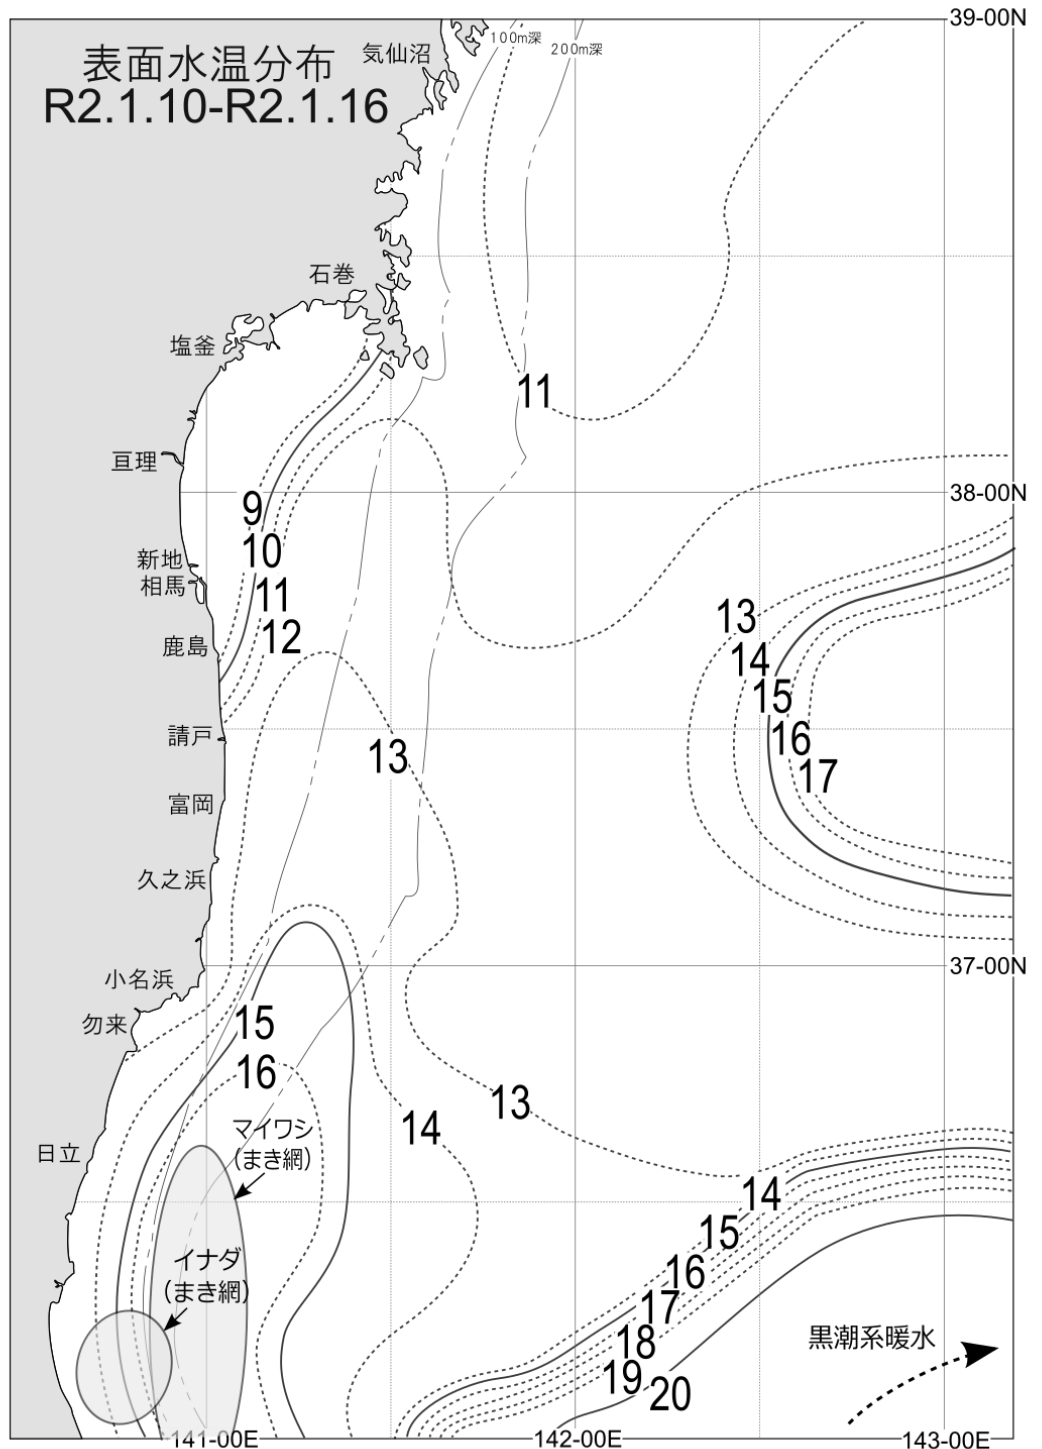 表面水温分布
R2.1.10-R2.1.16
気仙沼
100m深
200m深
39-00N
石巻
塩釜
11
亘理
38-00N
9
10
11
12
新地
相馬
鹿島
13
14
15
16
17
請戸
13
富岡
久之浜
37-00N
小名浜
勿来
15
16
13
14
マイワシ
(まき網)
日立
14
15
16
17
18
19
20
イナダ
(まき網)
黒潮系暖水
141-00E
142-00E
143-00E